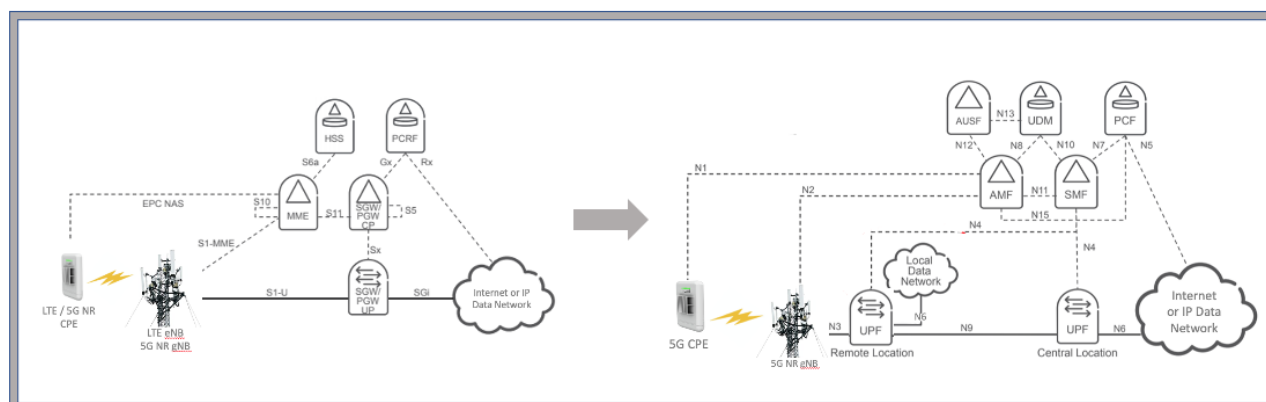 HSS
PCRF
S6a
Gx
Rx
EPC NAS
S10
MME
S11
SGW/
PGW
CP
S5
S1-MME
Sx
LTE / 5G NR
CPE
S1-U
SGW/
PGW
UP
SGi
Internet or IP
Data Network
LTE eNB
5G NR gNB
AUSF
N13
UDM
PCF
N12
N8
N10
N7
N5
N1
AMF
N11
SMF
N2
N15
N4
N4
Local
Data
Network
N6
5G CPE
N3
UPF
N9
UPF
N6
Internet
or IP Data
Network
5G NR gNB
Remote Location
Central Location